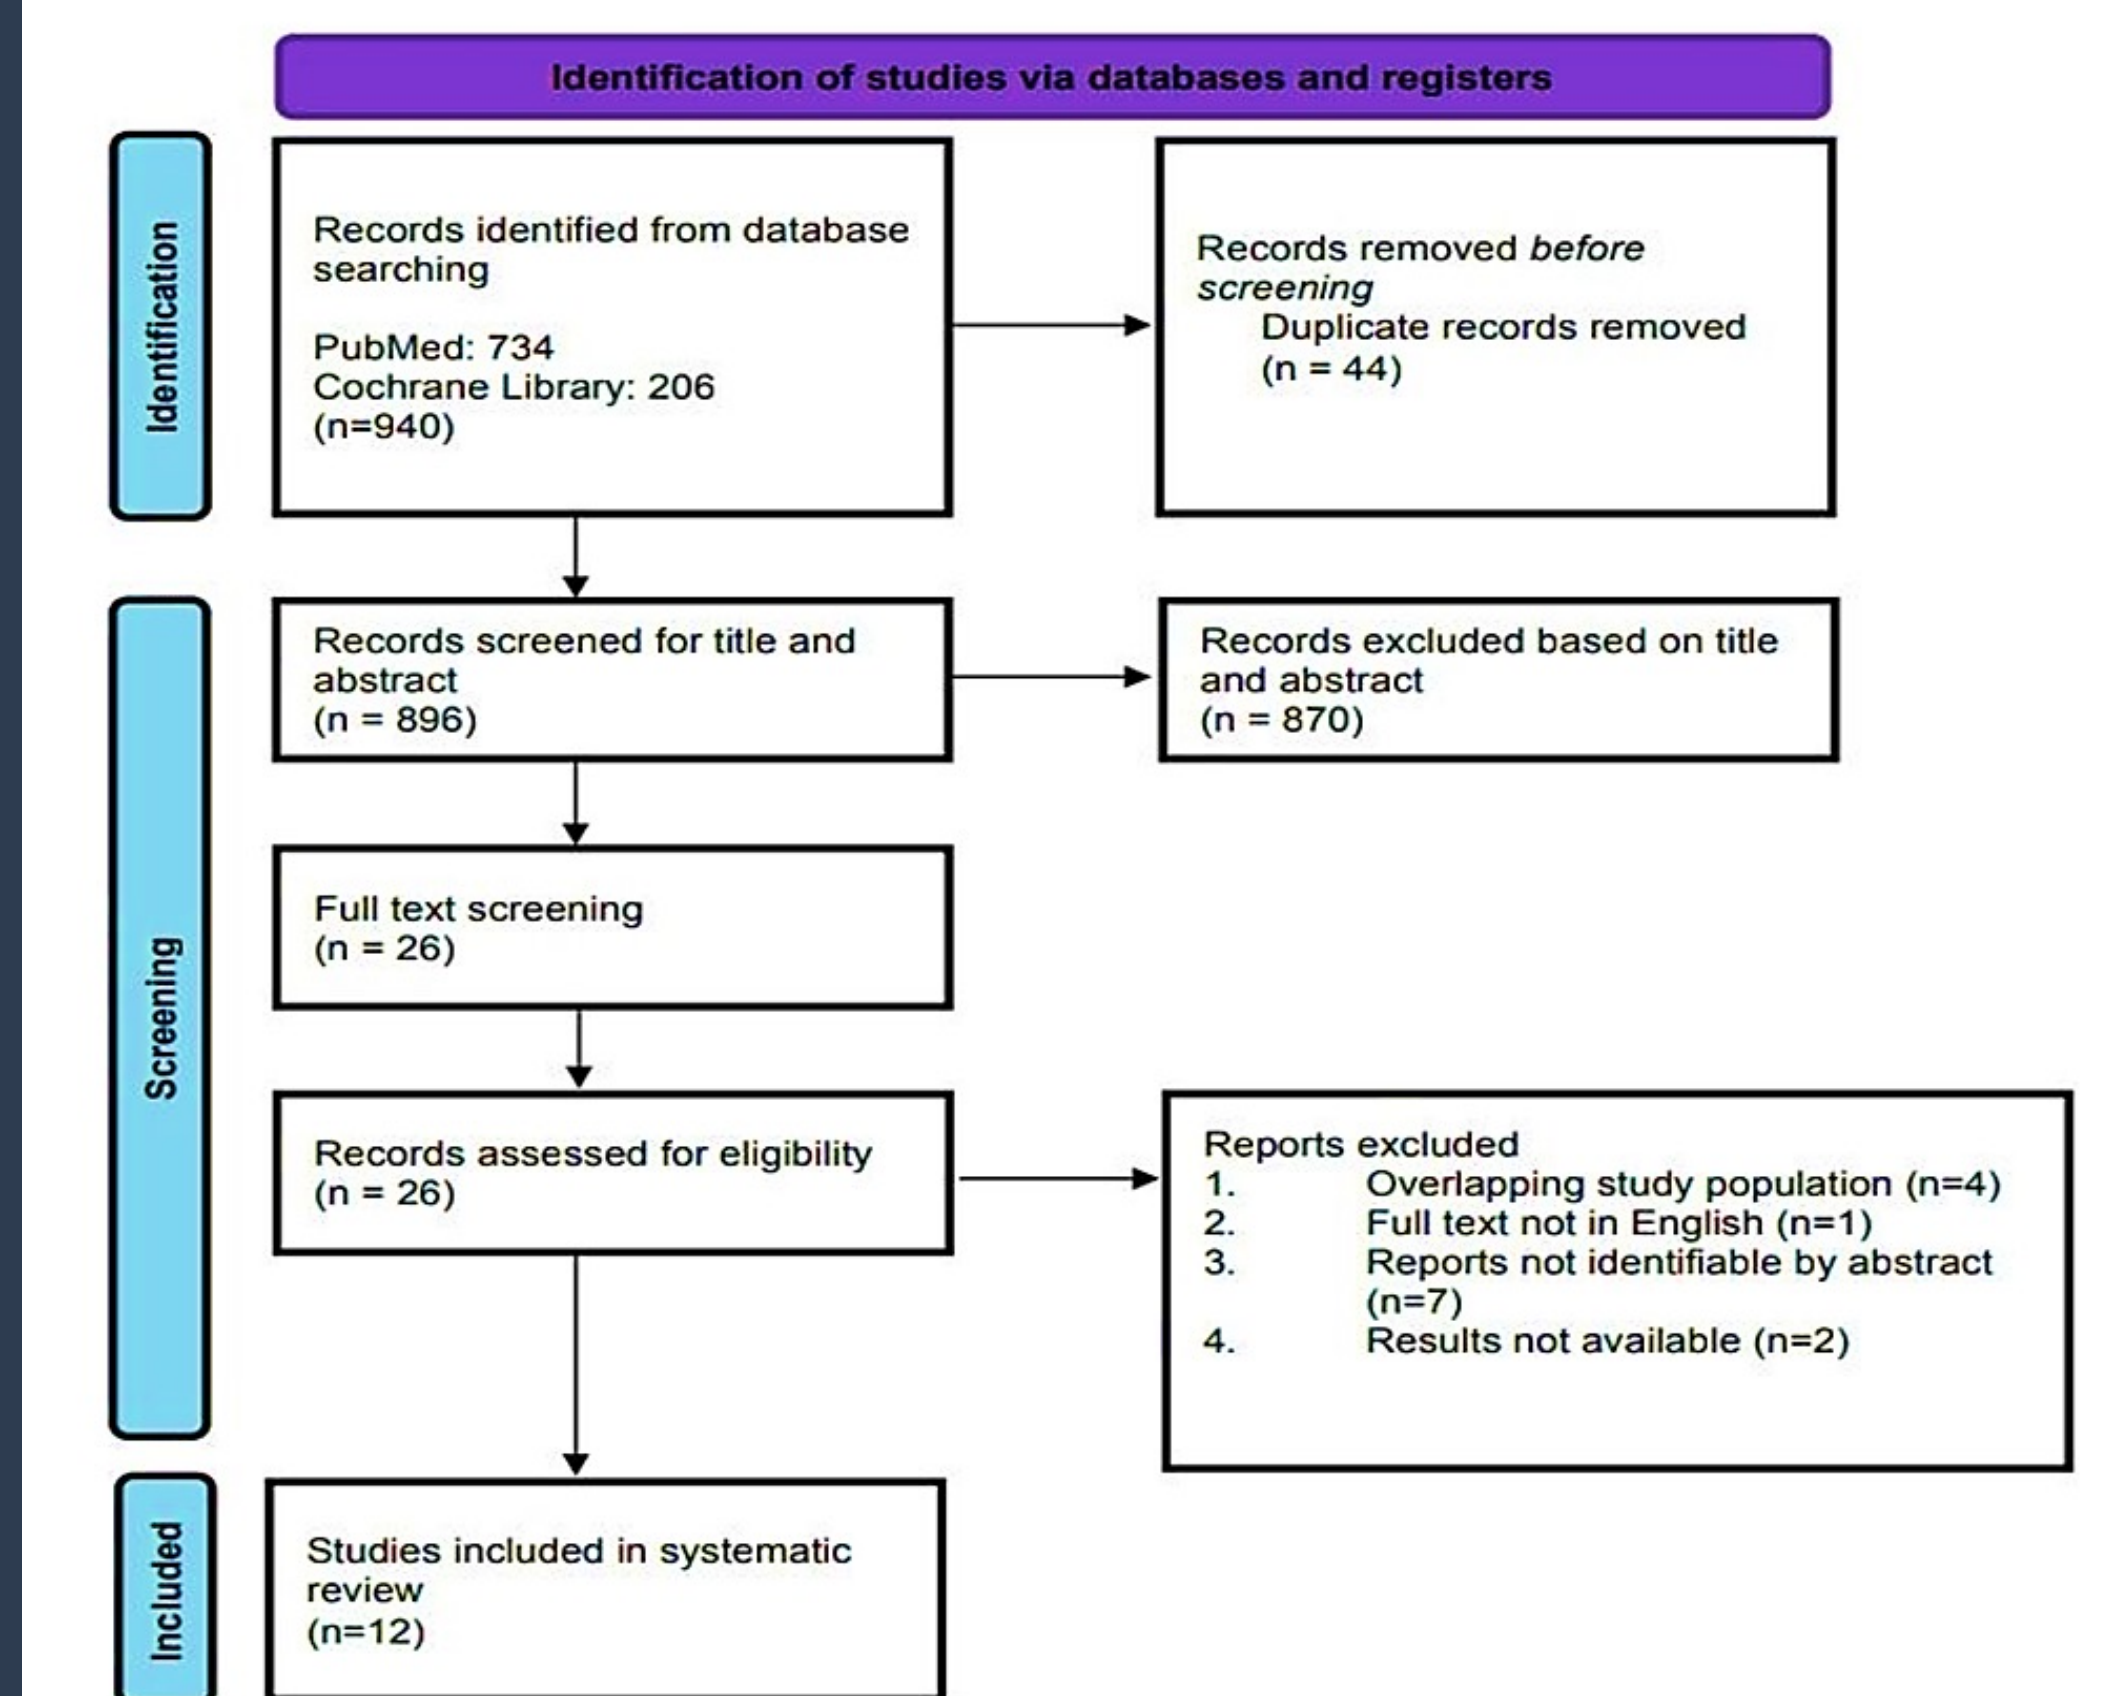 Identification of studies via databases and registers
Identification
Records identified from database
searching
PubMed: 734
Cochrane Library: 206
(n=940)
Records removed before
screening
Duplicate records removed
(n = 44)
Screening
Records screened for title and
abstract
(n = 896)
Records excluded based on title
and abstract
(n = 870)
Full text screening
(n = 26)
Records assessed for eligibility
(n = 26)
Reports excluded
1. Overlapping study population (n=4)
2. Full text not in English (n=1)
3. Reports not identifiable by abstract
(n=7)
4. Results not available (n=2)
Included
Studies included in systematic
review
(n=12)